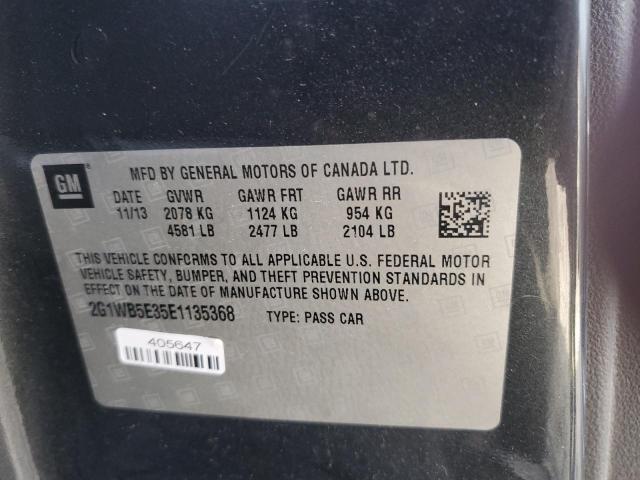 GM
MFD BY GENERAL MOTORS OF CANADA LTD.
DATE GVWR GAWR FRT GAWR RR
11/13 2078 KG 1124 KG 954 KG
4581 LB 2477 LB 2104 LB
THIS VEHICLE CONFORMS TO ALL APPLICABLE U.S. FEDERAL MOTOR
VEHICLE SAFETY, BUMPER, AND THEFT PREVENTION STANDARDS IN
EFFECT ON THE DATE OF MANUFACTURE SHOWN ABOVE.
2G1WB5E35E1135368 TYPE: PASS CAR
405647